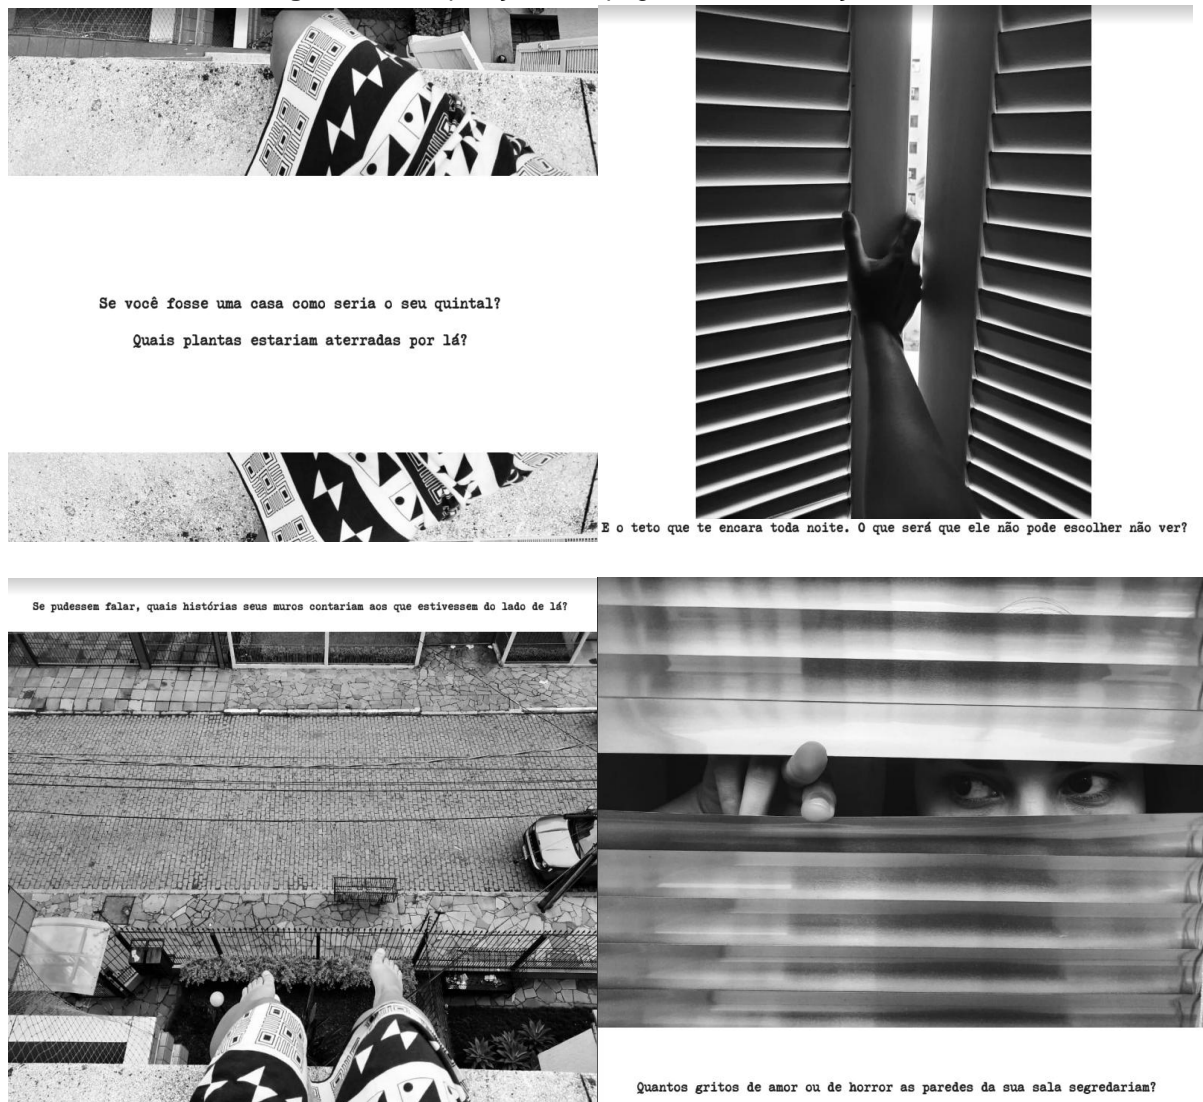 Se você fosse uma casa como seria o seu quintal?
Quais plantas estariam aterradas por lá?
E o teto que te encara toda noite. O que será que ele não pode escolher não ver?
Se pudessem falar, quais histórias seus muros contariam aos que estivessem do lado de lá?
Quantos gritos de amor ou de horror as paredes da sua sala segredariam?